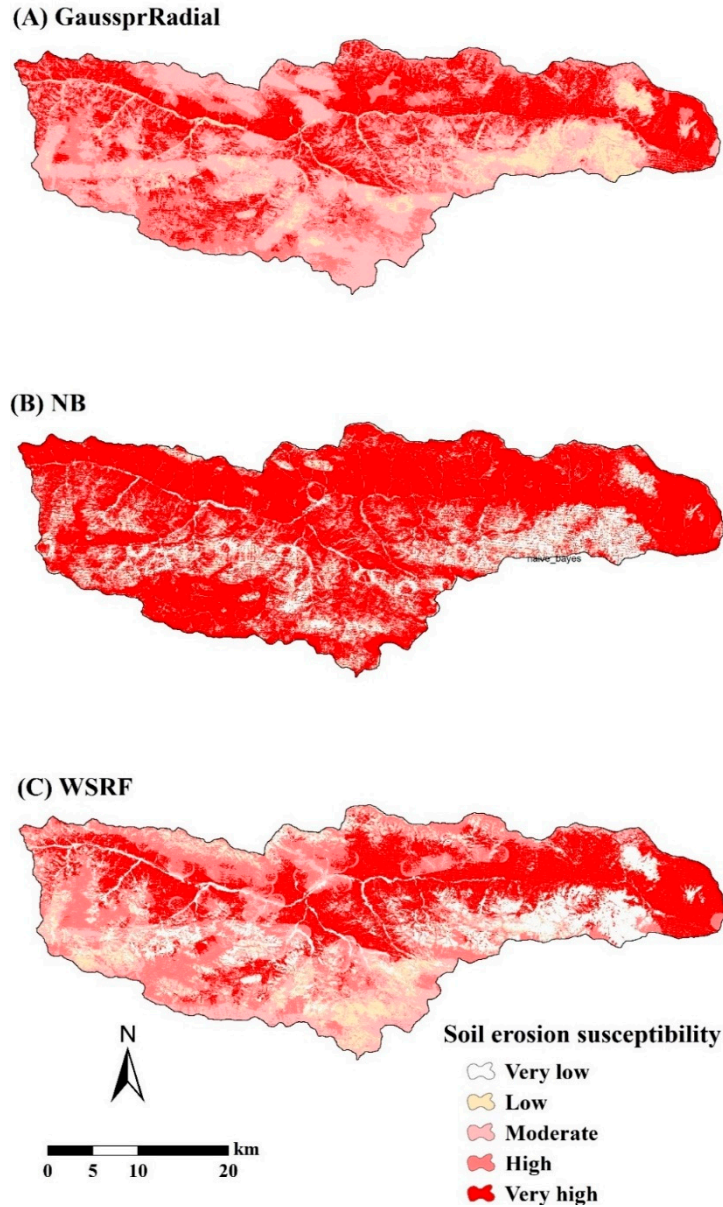 (A) GaussprRadial
(B) NB
naive_bayes
(C) WSRF
N
km
0 5 10 20
Soil erosion susceptibility
Very low
Low
Moderate
High
Very high